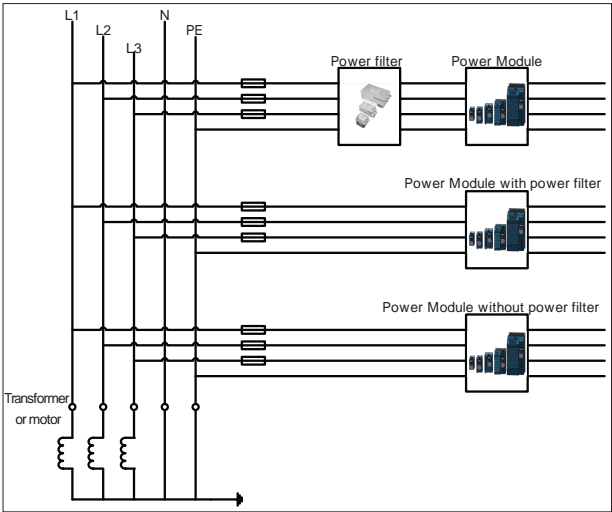 L1
L2
L3
N
PE
Power filter
Power Module
Power Module with power filter
Power Module without power filter
Transformer
or motor